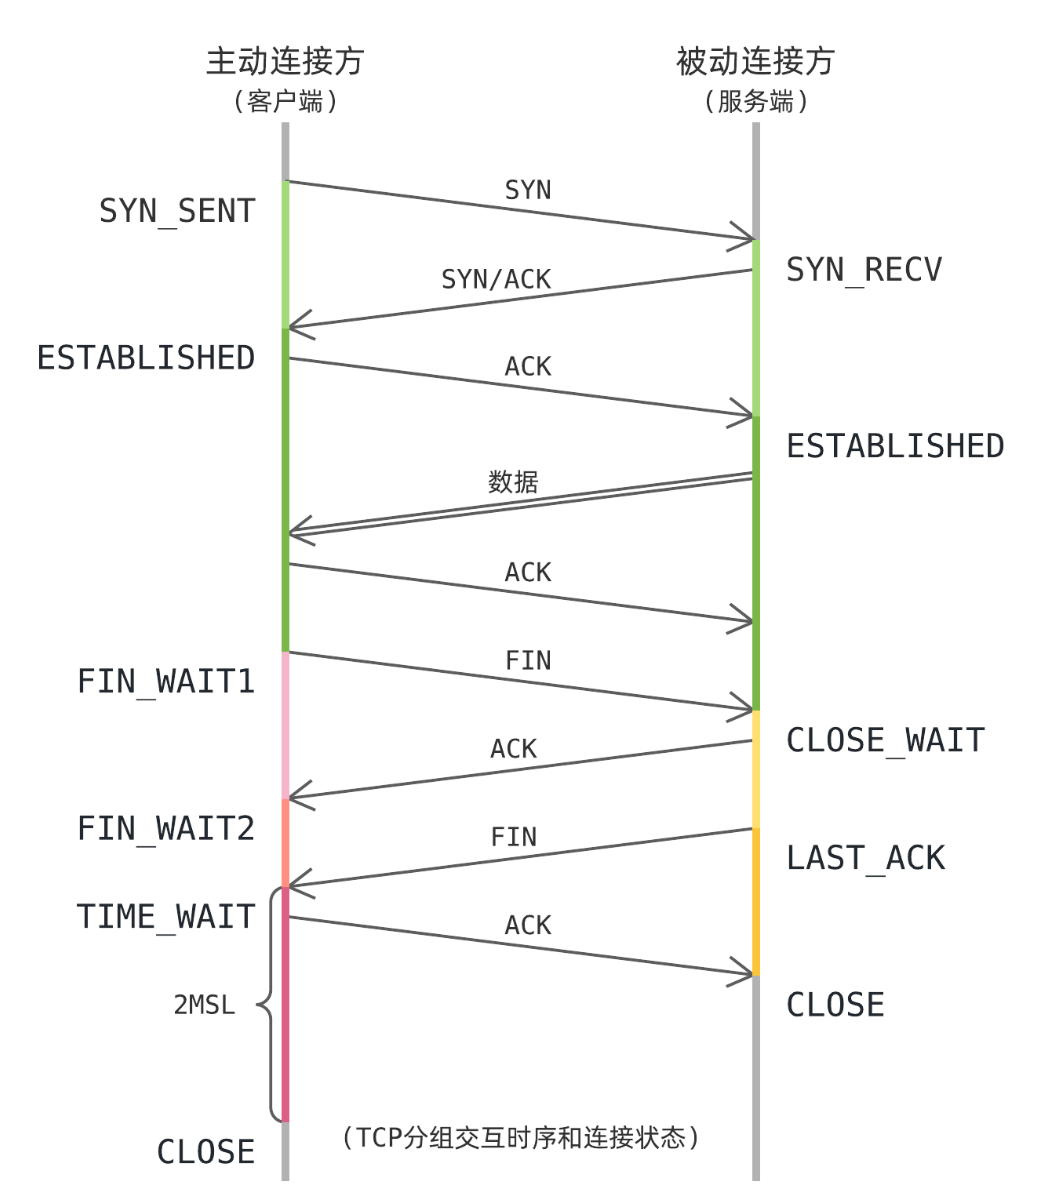 主动连接方
(客户端)
被动连接方
(服务端)
SYN
SYN_SENT
SYN_RECV
SYN/ACK
ESTABLISHED
ACK
ESTABLISHED
数据
ACK
FIN
FIN_WAIT1
CLOSE_WAIT
ACK
FIN_WAIT2
FIN
LAST_ACK
TIME_WAIT
ACK
2MSL
CLOSE
(TCP分组交互时序和连接状态)
CLOSE